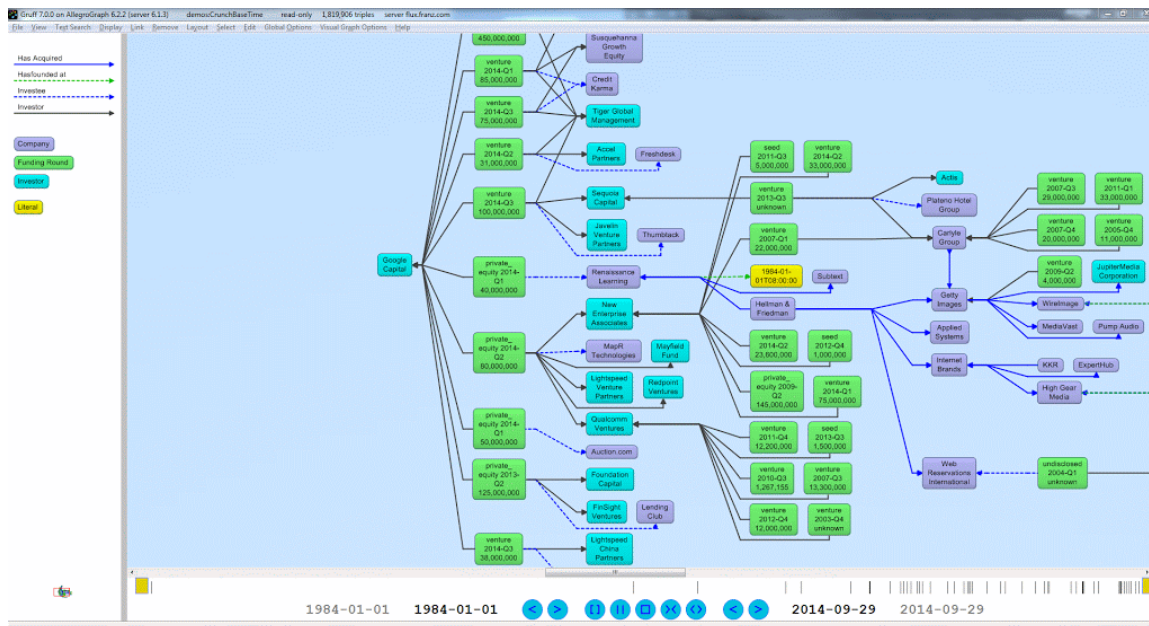 Gruff 7.0.0 on AllegroGraph 6.2.2 (server 6.1.3) demos:CrunchBaseTime read-only 1,819,906 triples server flux.franz.com
File View Text Search Display Link Remove Layout Select Edit Global Options Visual Graph Options Help
Has Acquired
Hasfounded at
Investee
Investor
Company
Funding Round
Investor
Literal
450,000,000
venture
2014-Q1
85,000,000
venture
2014-Q3
75,000,000
venture
2014-Q2
31,000,000
venture
2014-Q3
100,000,000
Google
Capital
private_
equity 2014-
Q1
40,000,000
private_
equity 2014-
Q2
80,000,000
private_
equity 2014-
Q1
50,000,000
private_
equity 2013-
Q2
125,000,000
venture
2014-Q3
38,000,000
Susquehanna
Growth
Equity
Credit
Karma
Tiger Global
Management
Accel
Partners
Freshdesk
Sequoia
Capital
Javelin
Venture
Partners
Thumbtack
Renaissance
Learning
New
Enterprise
Associates
MapR
Technologies
Mayfield
Fund
Lightspeed
Venture
Partners
Redpoint
Ventures
Qualcomm
Ventures
Auction.com
Foundation
Capital
FinSight
Ventures
Lending
Club
Lightspeed
China
Partners
seed
2011-Q3
5,000,000
venture
2014-Q2
33,000,000
venture
2013-Q3
unknown
venture
2007-Q1
22,000,000
1984-01-
01T08:00:00
Subtext
Hellman &
Friedman
venture
2014-Q2
23,600,000
seed
2012-Q4
1,000,000
private_
equity 2009-
Q2
145,000,000
venture
2014-Q1
75,000,000
venture
2011-Q4
12,200,000
seed
2013-Q3
1,500,000
venture
2010-Q3
1,267,155
venture
2007-Q3
13,300,000
venture
2012-Q4
12,000,000
venture
2003-Q4
unknown
Actis
Plateno Hotel
Group
Carlyle
Group
venture
2007-Q3
29,000,000
venture
2011-Q1
33,000,000
venture
2007-Q4
20,000,000
venture
2005-Q4
11,000,000
venture
2009-Q2
4,000,000
JupiterMedia
Corporation
Getty
Images
WireImage
MediaVast
Pump Audio
Applied
Systems
Internet
Brands
KKR
ExpertHub
High Gear
Media
Web
Reservations
International
undisclosed
2004-Q1
unknown
1984-01-01 1984-01-01 < > [] || >< <> < > 2014-09-29 2014-09-29